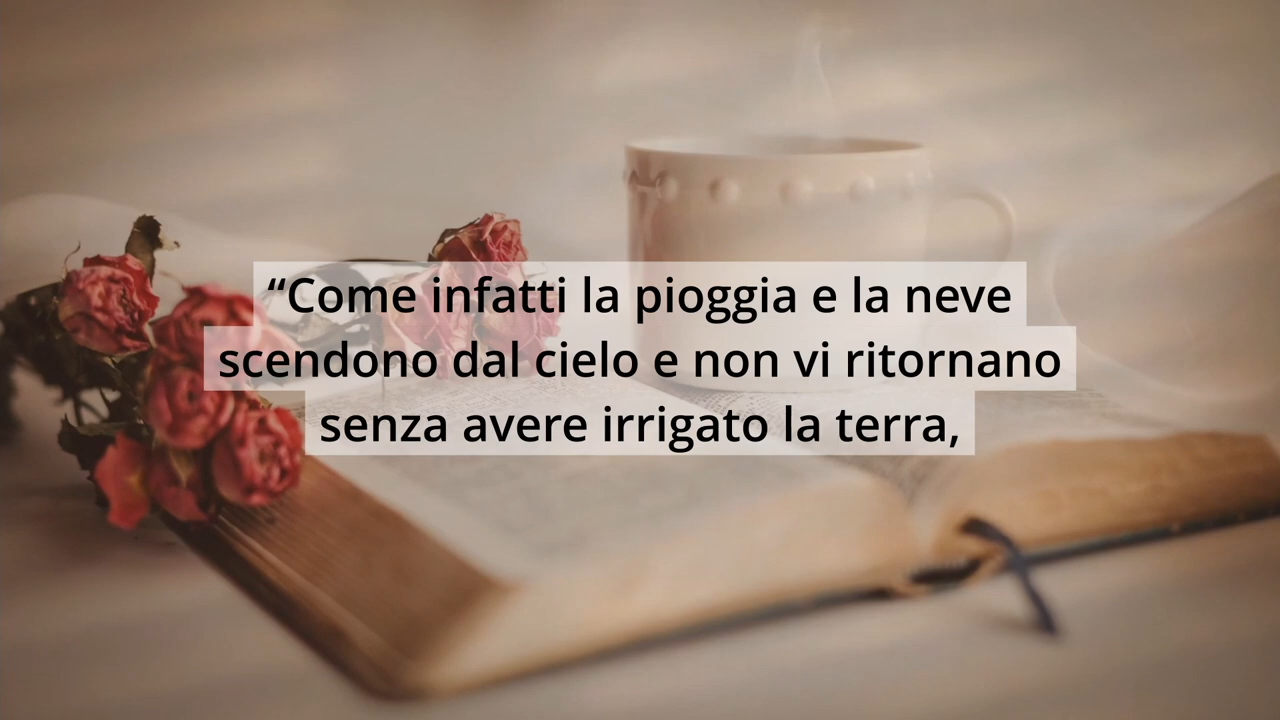 “Come infatti la pioggia e la neve
scendono dal cielo e non vi ritornano
senza avere irrigato la terra,